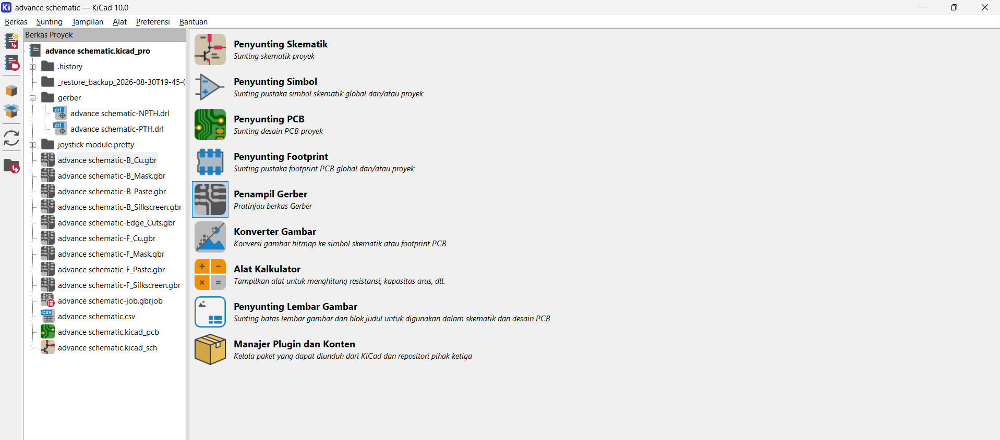 advance schematic — KiCad 10.0
Berkas Sunting Tampilan Alat Preferensi Bantuan
Berkas Proyek
advance schematic.kicad_pro
.history
_restore_backup_2026-08-30T19-45-0
gerber
advance schematic-NPTH.drl
advance schematic-PTH.drl
joystick module.pretty
advance schematic-B_Cu.gbr
advance schematic-B_Mask.gbr
advance schematic-B_Paste.gbr
advance schematic-B_Silkscreen.gbr
advance schematic-Edge_Cuts.gbr
advance schematic-F_Cu.gbr
advance schematic-F_Mask.gbr
advance schematic-F_Paste.gbr
advance schematic-F_Silkscreen.gbr
advance schematic-job.gbrjob
advance schematic.csv
advance schematic.kicad_pcb
advance schematic.kicad_sch
Penyunting Skematik
Sunting skematik proyek
Penyunting Simbol
Sunting pustaka simbol skematik global dan/atau proyek
Penyunting PCB
Sunting desain PCB proyek
Penyunting Footprint
Sunting pustaka footprint PCB global dan/atau proyek
Penampil Gerber
Pratinjau berkas Gerber
Konverter Gambar
Konversi gambar bitmap ke simbol skematik atau footprint PCB
Alat Kalkulator
Tampilkan alat untuk menghitung resistansi, kapasitas arus, dll.
Penyunting Lembar Gambar
Sunting batas lembar gambar dan blok judul untuk digunakan dalam skematik dan desain PCB
Manajer Plugin dan Konten
Kelola paket yang dapat diunduh dari KiCad dan repositori pihak ketiga